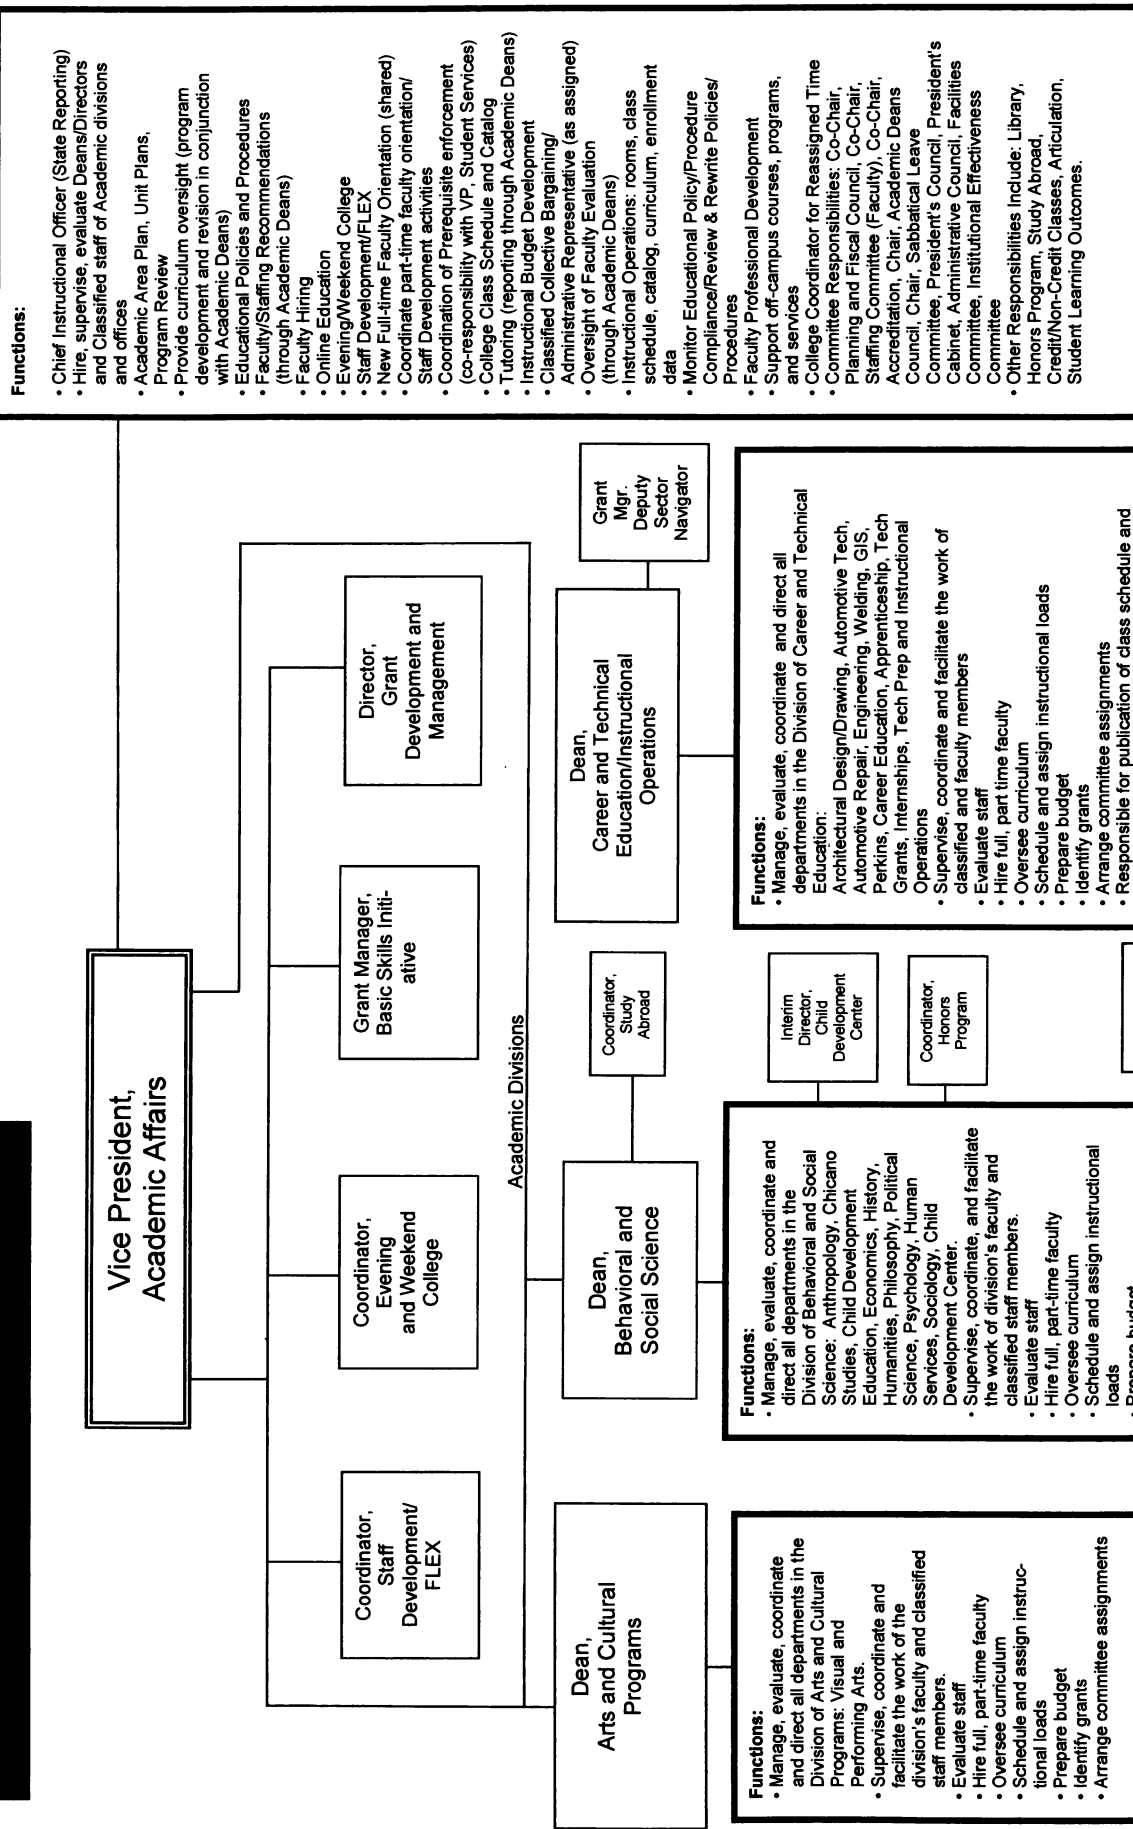 Vice President,
Academic Affairs
Functions:
• Chief Instructional Officer (State Reporting)
• Hire, supervise, evaluate Deans/Directors
and Classified staff of Academic divisions
and offices
• Academic Area Plan, Unit Plans,
Program Review
• Provide curriculum oversight (program
development and revision in conjunction
with Academic Deans)
• Educational Policies and Procedures
• Faculty/Staffing Recommendations
(through Academic Deans)
• Faculty Hiring
• Online Education
• Evening/Weekend College
• Staff Development/FLEX
• New Full-time Faculty Orientation (shared)
• Coordinate part-time faculty orientation/
Staff Development activities
• Coordination of Prerequisite enforcement
(co-responsibility with VP, Student Services)
• College Class Schedule and Catalog
• Tutoring (reporting through Academic Deans)
• Instructional Budget Development
• Classified Collective Bargaining/
Administrative Representative (as assigned)
• Oversight of Faculty Evaluation
(through Academic Deans)
• Instructional Operations: rooms, class
schedule, catalog, curriculum, enrollment
data
• Monitor Educational Policy/Procedure
Compliance/Review & Rewrite Policies/
Procedures
• Faculty Professional Development
• Support off-campus courses, programs,
and services
• College Coordinator for Reassigned Time
• Committee Responsibilities: Co-Chair,
Planning and Fiscal Council, Co-Chair,
Staffing Committee (Faculty), Co-Chair,
Accreditation, Chair, Academic Deans
Council, Chair, Sabbatical Leave
Committee, President's Council, President's
Cabinet, Administrative Council, Facilities
Committee, Institutional Effectiveness
Committee
• Other Responsibilities Include: Library,
Honors Program, Study Abroad,
Credit/Non-Credit Classes, Articulation,
Student Learning Outcomes.
Coordinator,
Staff
Development/
FLEX
Coordinator,
Evening
and Weekend
College
Grant Manager,
Basic Skills Initi-
ative
Director,
Grant
Development and
Management
Academic Divisions
Dean,
Arts and Cultural
Programs
Functions:
• Manage, evaluate, coordinate
and direct all departments in the
Division of Arts and Cultural
Programs: Visual and
Performing Arts.
• Supervise, coordinate and
facilitate the work of the
division's faculty and classified
staff members.
• Evaluate staff
• Hire full, part-time faculty
• Oversee curriculum
• Schedule and assign instruc-
tional loads
• Prepare budget
• Identify grants
• Arrange committee assignments
Dean,
Behavioral and
Social Science
Coordinator,
Study
Abroad
Functions:
• Manage, evaluate, coordinate and
direct all departments in the
Division of Behavioral and Social
Science: Anthropology, Chicano
Studies, Child Development
Education, Economics, History,
Humanities, Philosophy, Political
Science, Psychology, Human
Services, Sociology, Child
Development Center.
• Supervise, coordinate, and facilitate
the work of division's faculty and
classified staff members.
• Evaluate staff
• Hire full, part-time faculty
• Oversee curriculum
• Schedule and assign instructional
loads
• Prepare budget
Interim
Director,
Child
Development
Center
Coordinator,
Honors
Program
Dean,
Career and Technical
Education/Instructional
Operations
Grant
Mgr.
Deputy
Sector
Navigator
Functions:
• Manage, evaluate, coordinate and direct all
departments in the Division of Career and Technical
Education:
Architectural Design/Drawing, Automotive Tech,
Automotive Repair, Engineering, Welding, GIS,
Perkins, Career Education, Apprenticeship, Tech
Grants, Internships, Tech Prep and Instructional
Operations
• Supervise, coordinate and facilitate the work of
classified and faculty members
• Evaluate staff
• Hire full, part time faculty
• Oversee curriculum
• Schedule and assign instructional loads
• Prepare budget
• Identify grants
• Arrange committee assignments
• Responsible for publication of class schedule and